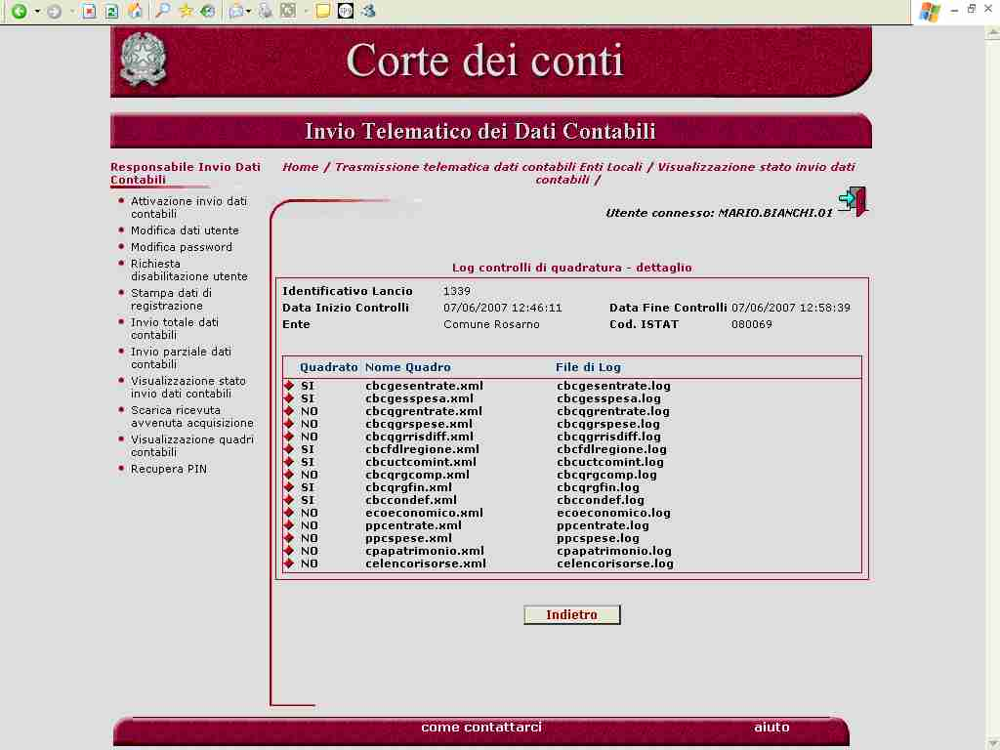 Corte dei conti
Invio Telematico dei Dati Contabili
Responsabile Invio Dati
Contabili
Attivazione invio dati
contabili
Modifica dati utente
Modifica password
Richiesta
disabilitazione utente
Stampa dati di
registrazione
Invio totale dati
contabili
Invio parziale dati
contabili
Visualizzazione stato
invio dati contabili
Scarica ricevuta
avvenuta acquisizione
Visualizzazione quadri
contabili
Recupera PIN
Home / Trasmissione telematica dati contabili Enti Locali / Visualizzazione stato invio dati
contabili /
Utente connesso: MARIO.BIANCHI.01
Log controlli di quadratura - dettaglio
Identificativo Lancio 1339
Data Inizio Controlli 07/06/2007 12:46:11 Data Fine Controlli 07/06/2007 12:58:39
Ente Comune Rosarno Cod. ISTAT 080069
Quadrato Nome Quadro File di Log
SI cbcgesentrate.xml cbcgesentrate.log
SI cbcgesspesa.xml cbcgesspesa.log
NO cbcqgrentrate.xml cbcqgrentrate.log
NO cbcqgrspese.xml cbcqgrspese.log
NO cbcqgrrisdiff.xml cbcqgrrisdiff.log
SI cbcfdlregione.xml cbcfdlregione.log
SI cbcuctcomint.xml cbcuctcomint.log
NO cbcqrgcomp.xml cbcqrgcomp.log
SI cbcqrgfin.xml cbcqrgfin.log
SI cbccondef.xml cbccondef.log
NO ecoeconomico.xml ecoeconomico.log
NO ppcentrate.xml ppcentrate.log
NO ppcspese.xml ppcspese.log
NO cpapatrimonio.xml cpapatrimonio.log
NO celencorisorse.xml celencorisorse.log
Indietro
come contattarci aiuto